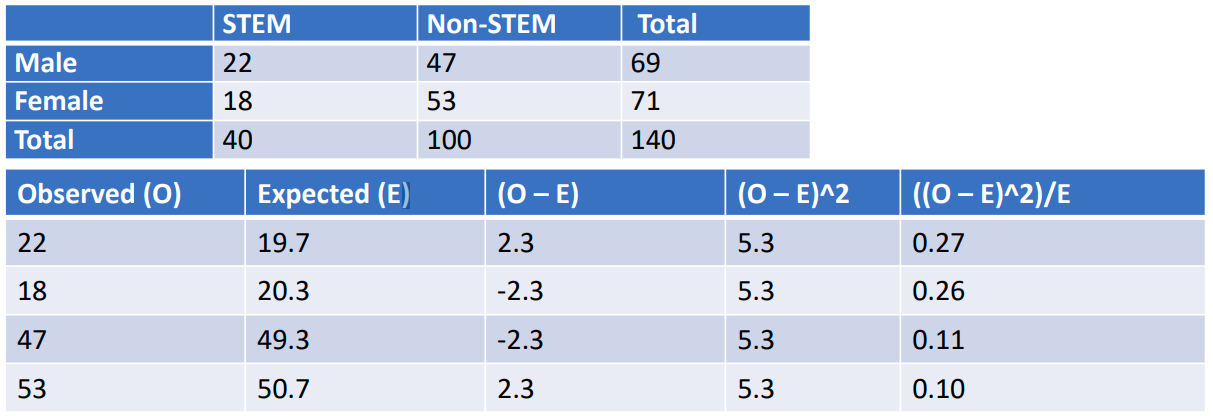 STEM Non-STEM Total
Male 22 47 69
Female 18 53 71
Total 40 100 140
Observed (O) Expected (E) (O – E) (O – E)^2 ((O – E)^2)/E
22 19.7 2.3 5.3 0.27
18 20.3 -2.3 5.3 0.26
47 49.3 -2.3 5.3 0.11
53 50.7 2.3 5.3 0.10